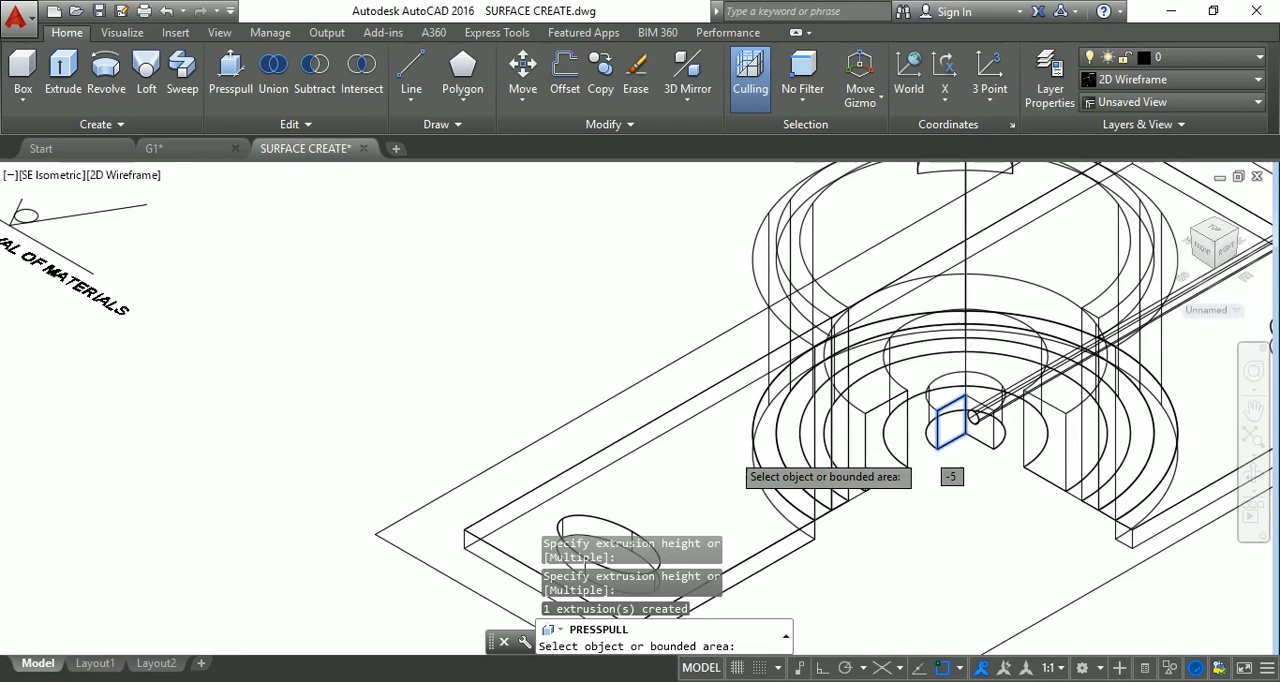 Autodesk AutoCAD 2016   SURFACE CREATE.dwg
Type a keyword or phrase
Sign In
Home Visualize Insert View Manage Output Add-ins A360 Express Tools Featured Apps BIM 360 Performance
Box Extrude Revolve Loft Sweep Presspull Union Subtract Intersect Line Polygon Move Offset Copy Erase 3D Mirror Culling No Filter Move Gizmo World X 3 Point Layer Properties
0
2D Wireframe
Unsaved View
Create Edit Draw Modify Selection Coordinates Layers & View
Start G1* SURFACE CREATE*
[−][SE Isometric][2D Wireframe]
VAL OF MATERIALS
TOP
FRONT RIGHT
Unnamed
Select object or bounded area: -5
Specify extrusion height or
[Multiple]:
Specify extrusion height or
[Multiple]:
1 extrusion(s) created
PRESSPULL
Select object or bounded area:
Model Layout1 Layout2
MODEL 1:1